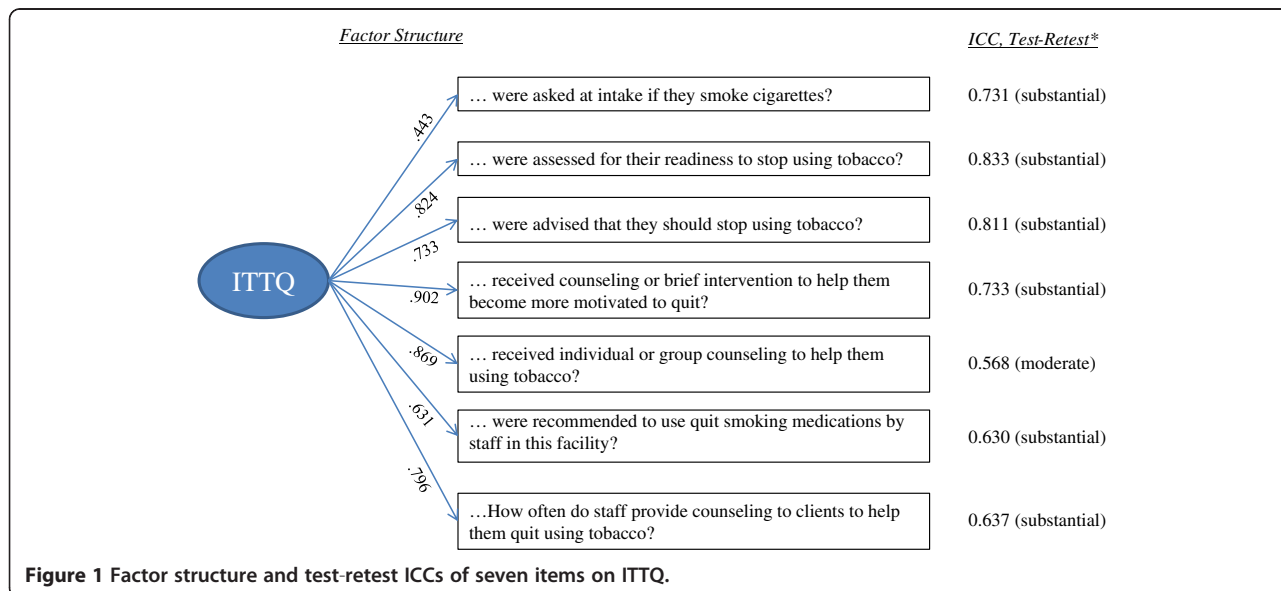 Factor Structure
ICC, Test-Retest*
.443
… were asked at intake if they smoke cigarettes?
0.731 (substantial)
.824
… were assessed for their readiness to stop using tobacco?
0.833 (substantial)
.733
… were advised that they should stop using tobacco?
0.811 (substantial)
ITTQ
.902
… received counseling or brief intervention to help them
become more motivated to quit?
0.733 (substantial)
.869
… received individual or group counseling to help them
using tobacco?
0.568 (moderate)
.631
… were recommended to use quit smoking medications by
staff in this facility?
0.630 (substantial)
.796
…How often do staff provide counseling to clients to help
them quit using tobacco?
0.637 (substantial)
Figure 1 Factor structure and test-retest ICCs of seven items on ITTQ.